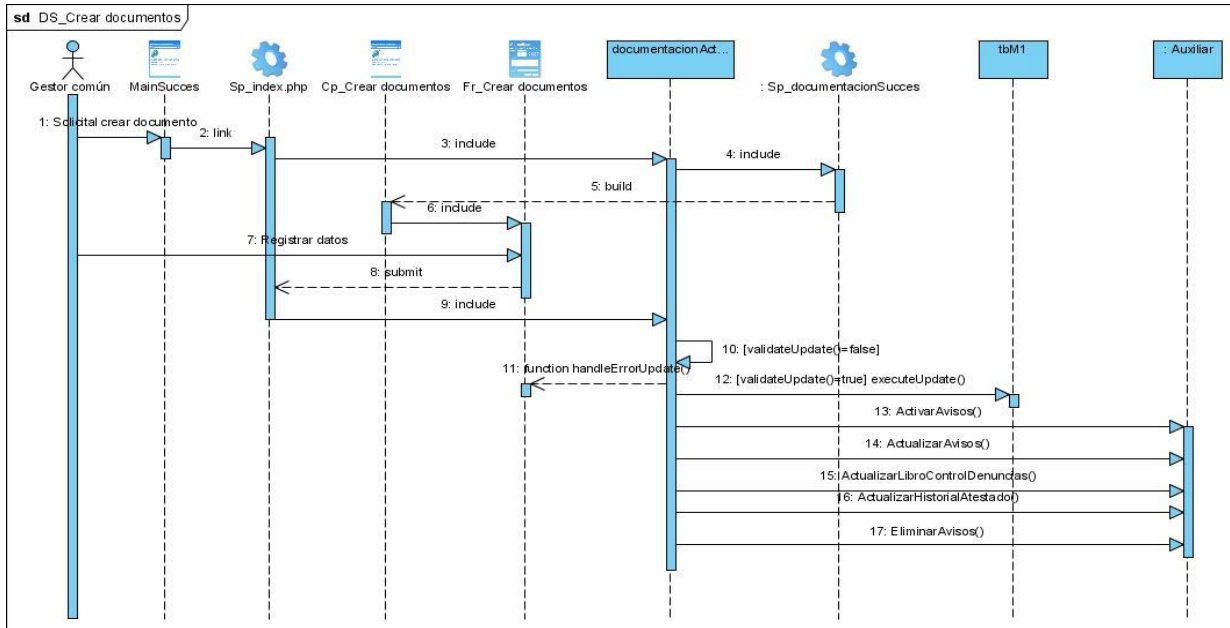 sd DS_Crear documentos
documentacionAct...
tbM1
: Auxiliar
Gestor común
MainSucces
Sp_index.php
Cp_Crear documentos
Fr_Crear documentos
: Sp_documentacionSucces
1: Solicital crear documento
2: link
3: include
4: include
5: build
6: include
7: Registrar datos
8: submit
9: include
10: [validateUpdate()=false]
11: function handleErrorUpdate()
12: [validateUpdate()=true] executeUpdate()
13: ActivarAvisos()
14: ActualizarAvisos()
15: ActualizarLibroControlDenuncias()
16: ActualizarHistorialAtestado()
17: EliminarAvisos()